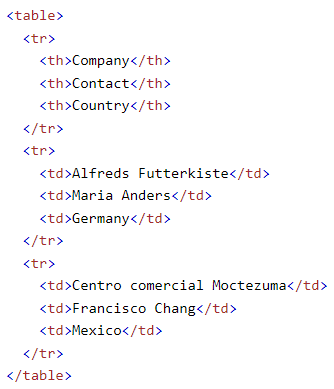 <table>
  <tr>
    <th>Company</th>
    <th>Contact</th>
    <th>Country</th>
  </tr>
  <tr>
    <td>Alfreds Futterkiste</td>
    <td>Maria Anders</td>
    <td>Germany</td>
  </tr>
  <tr>
    <td>Centro comercial Moctezuma</td>
    <td>Francisco Chang</td>
    <td>Mexico</td>
  </tr>
</table>